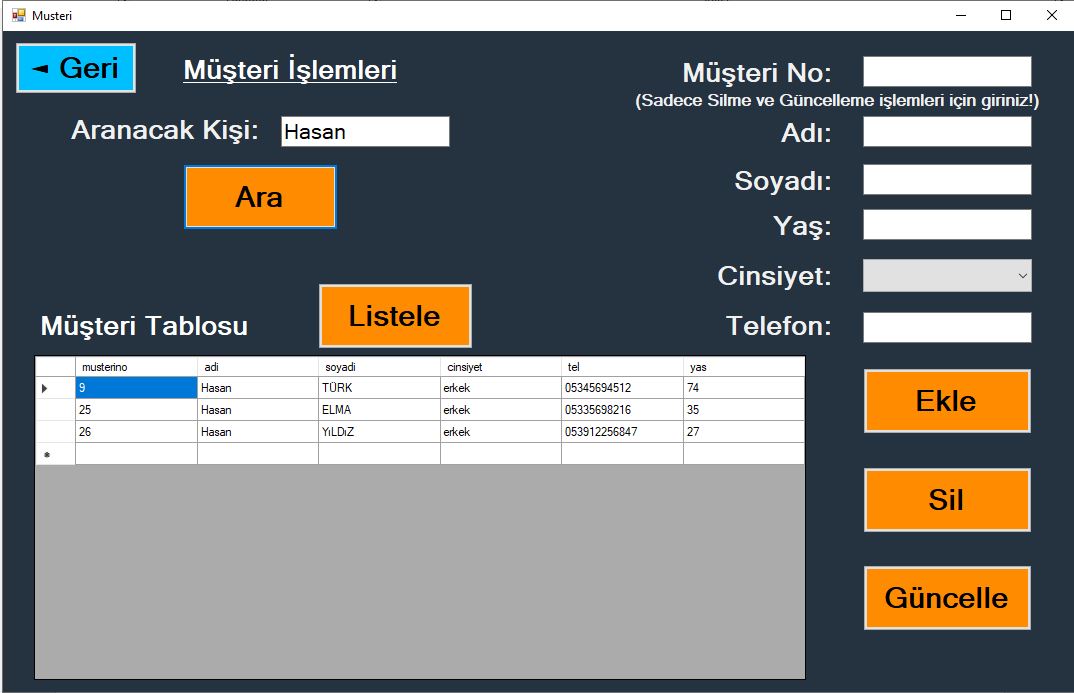 Musteri
◄ Geri
Müşteri İşlemleri
Aranacak Kişi: Hasan
Ara
Müşteri No:
(Sadece Silme ve Güncelleme işlemleri için giriniz!)
Adı:
Soyadı:
Yaş:
Cinsiyet:
Telefon:
Listele
Müşteri Tablosu
musterino adi soyadi cinsiyet tel yas
9 Hasan TÜRK erkek 05345694512 74
25 Hasan ELMA erkek 05335698216 35
26 Hasan YıLDıZ erkek 053912256847 27
Ekle
Sil
Güncelle